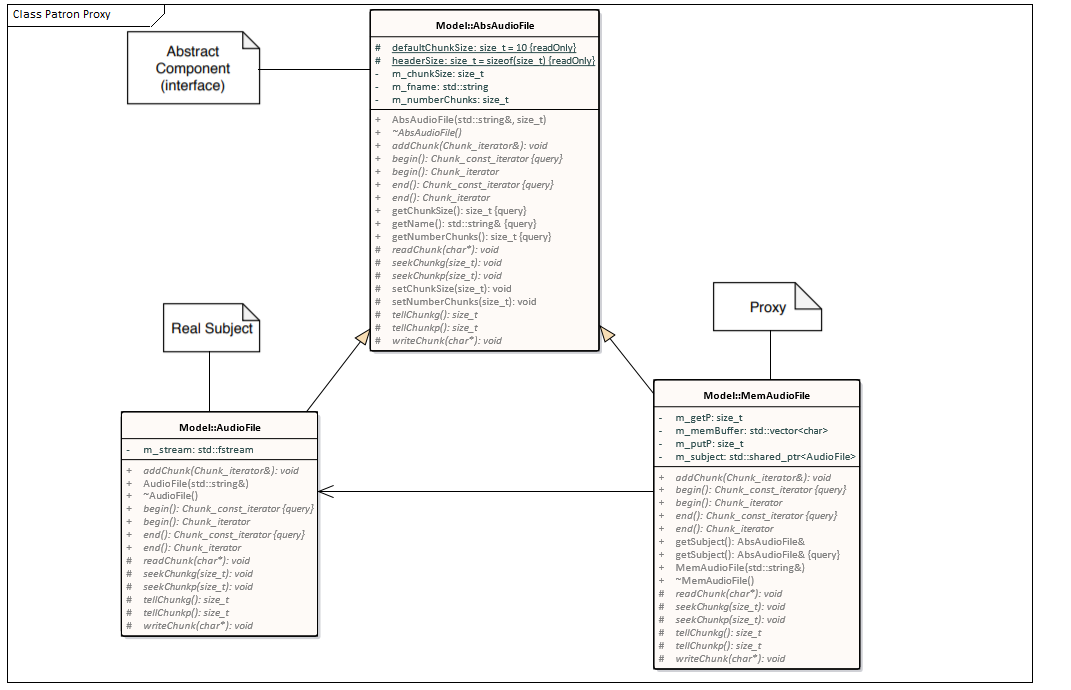 Class Patron Proxy
Abstract
Component
(interface)
Model::AbsAudioFile
# defaultChunkSize: size_t = 10 {readOnly}
# headerSize: size_t = sizeof(size_t) {readOnly}
- m_chunkSize: size_t
- m_fname: std::string
- m_numberChunks: size_t
+ AbsAudioFile(std::string&, size_t)
+ ~AbsAudioFile()
+ addChunk(Chunk_iterator&): void
+ begin(): Chunk_const_iterator {query}
+ begin(): Chunk_iterator
+ end(): Chunk_const_iterator {query}
+ end(): Chunk_iterator
+ getChunkSize(): size_t {query}
+ getName(): std::string& {query}
+ getNumberChunks(): size_t {query}
# readChunk(char*): void
# seekChunkg(size_t): void
# seekChunkp(size_t): void
# setChunkSize(size_t): void
# setNumberChunks(size_t): void
# tellChunkg(): size_t
# tellChunkp(): size_t
# writeChunk(char*): void
Real Subject
Proxy
Model::AudioFile
- m_stream: std::fstream
+ addChunk(Chunk_iterator&): void
+ AudioFile(std::string&)
+ ~AudioFile()
+ begin(): Chunk_const_iterator {query}
+ begin(): Chunk_iterator
+ end(): Chunk_const_iterator {query}
+ end(): Chunk_iterator
# readChunk(char*): void
# seekChunkg(size_t): void
# seekChunkp(size_t): void
# tellChunkg(): size_t
# tellChunkp(): size_t
# writeChunk(char*): void
Model::MemAudioFile
- m_getP: size_t
- m_memBuffer: std::vector<char>
- m_putP: size_t
- m_subject: std::shared_ptr<AudioFile>
+ addChunk(Chunk_iterator&): void
+ begin(): Chunk_const_iterator {query}
+ begin(): Chunk_iterator
+ end(): Chunk_const_iterator {query}
+ end(): Chunk_iterator
+ getSubject(): AbsAudioFile&
+ getSubject(): AbsAudioFile& {query}
+ MemAudioFile(std::string&)
+ ~MemAudioFile()
# readChunk(char*): void
# seekChunkg(size_t): void
# seekChunkp(size_t): void
# tellChunkg(): size_t
# tellChunkp(): size_t
# writeChunk(char*): void